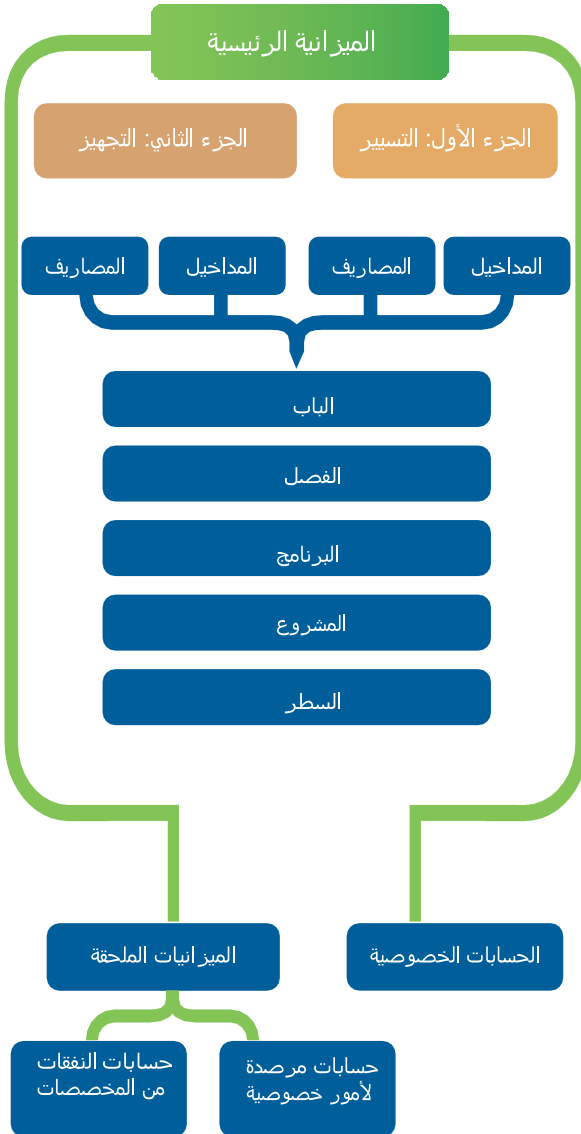 الميزانية الرئيسية
الجزء الأول: التسيير
الجزء الثاني: التجهيز
المداخيل
المصاريف
المداخيل
المصاريف
الباب
الفصل
البرنامج
المشروع
السطر
الحسابات الخصوصية
الميزانيات الملحقة
حسابات مرصدة
لأمور خصوصية
حسابات النفقات
من المخصصات